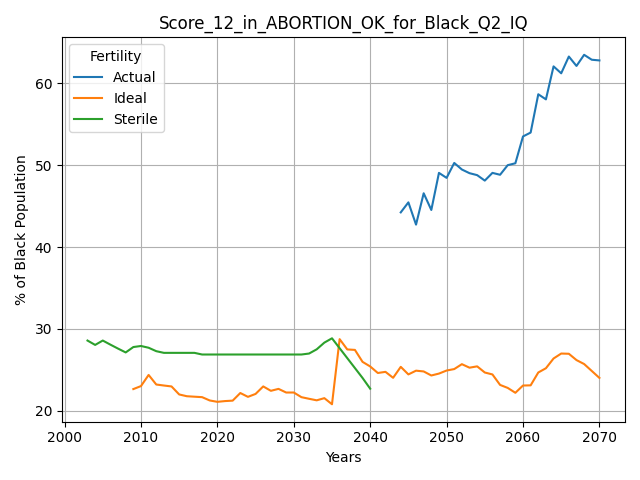 Score_12_in_ABORTION_OK_for_Black_Q2_IQ
Fertility
Actual
Ideal
Sterile
% of Black Population
60
50
40
30
20
2000 2010 2020 2030 2040 2050 2060 2070
Years